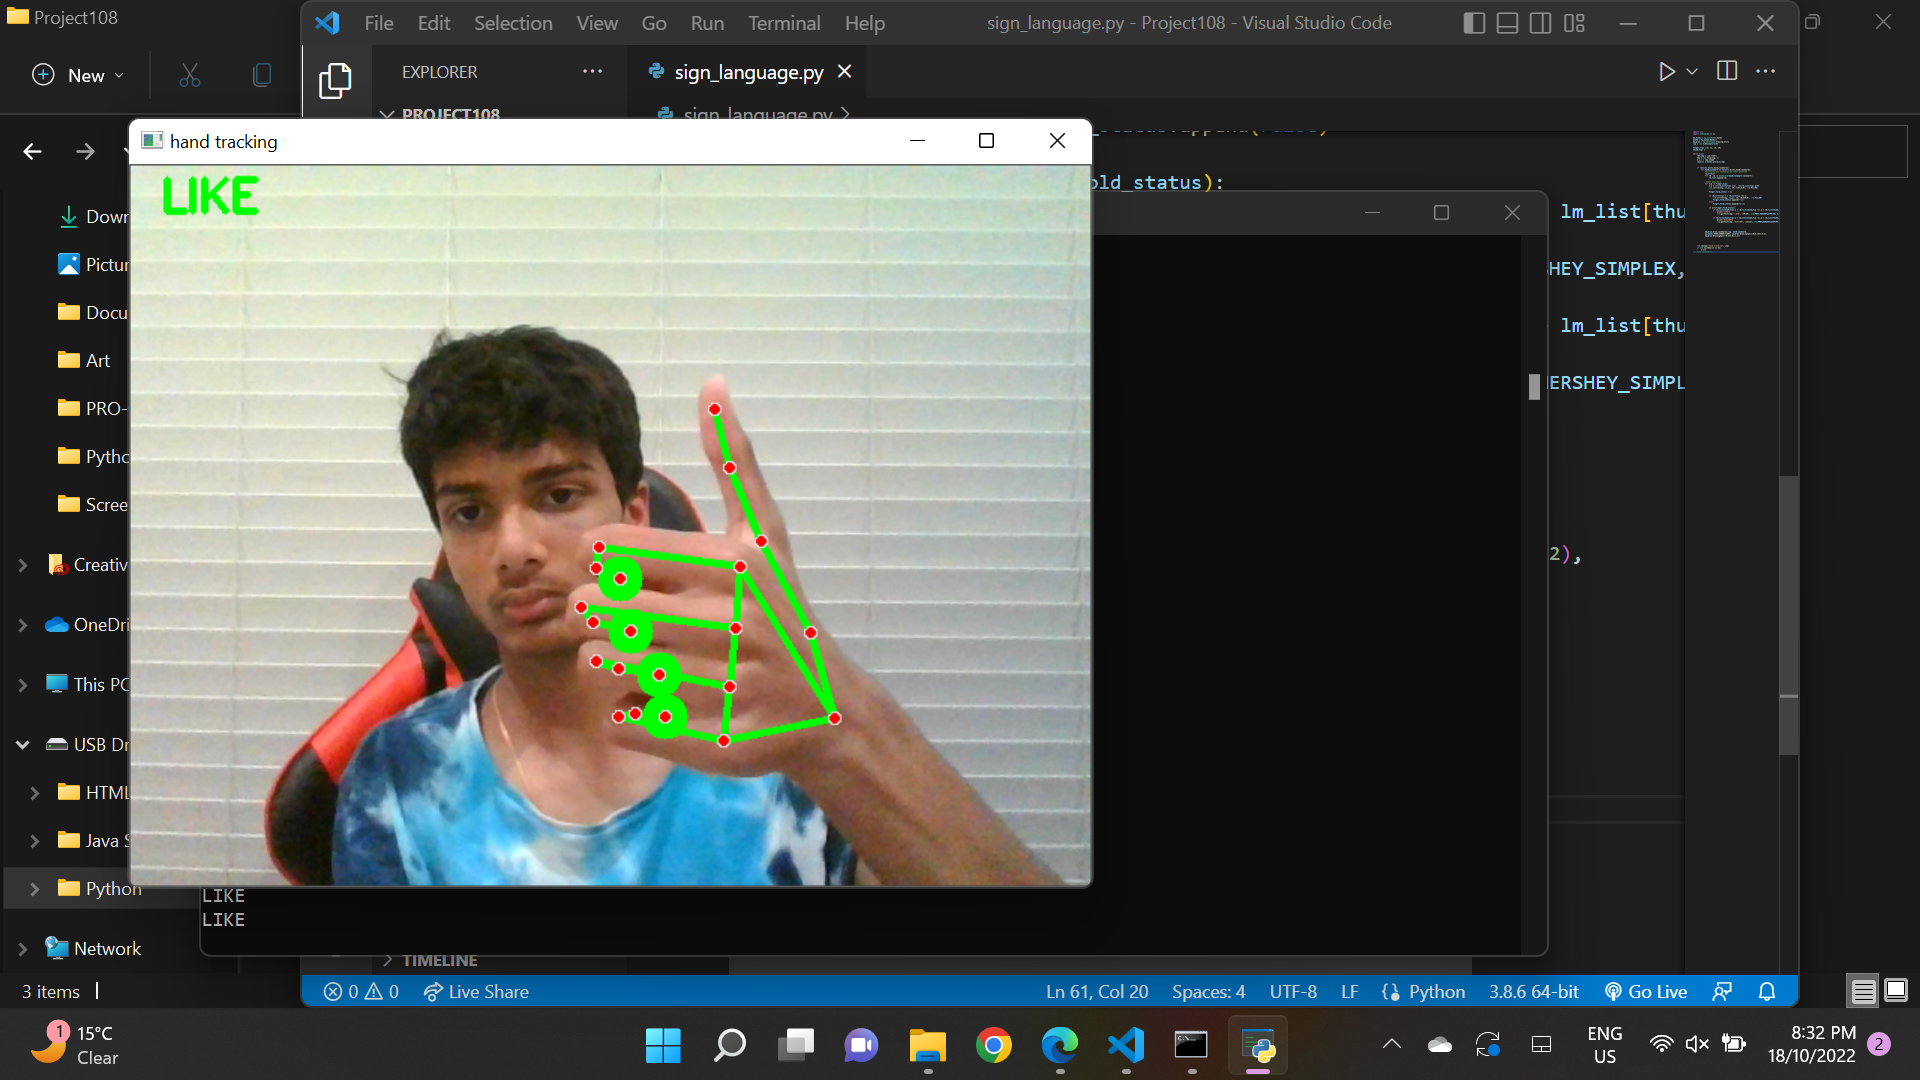 Project108
File Edit Selection View Go Run Terminal Help
sign_language.py - Project108 - Visual Studio Code
New
EXPLORER
sign_language.py
PROJECT108
sign_language.py
hand tracking
LIKE
old_status):
lm_list[thu
HEY_SIMPLEX,
lm_list[thu
ERSHEY_SIMPL
2),
Down
Pictur
Docu
Art
PRO-
Pytho
Scree
Creativ
OneDri
This PC
USB Dr
HTML
Java S
Python
Network
LIKE
LIKE
TIMELINE
3 items
0 0 Live Share
Ln 61, Col 20 Spaces: 4 UTF-8 LF Python 3.8.6 64-bit Go Live
1
15°C
Clear
ENG
US
8:32 PM
18/10/2022
2